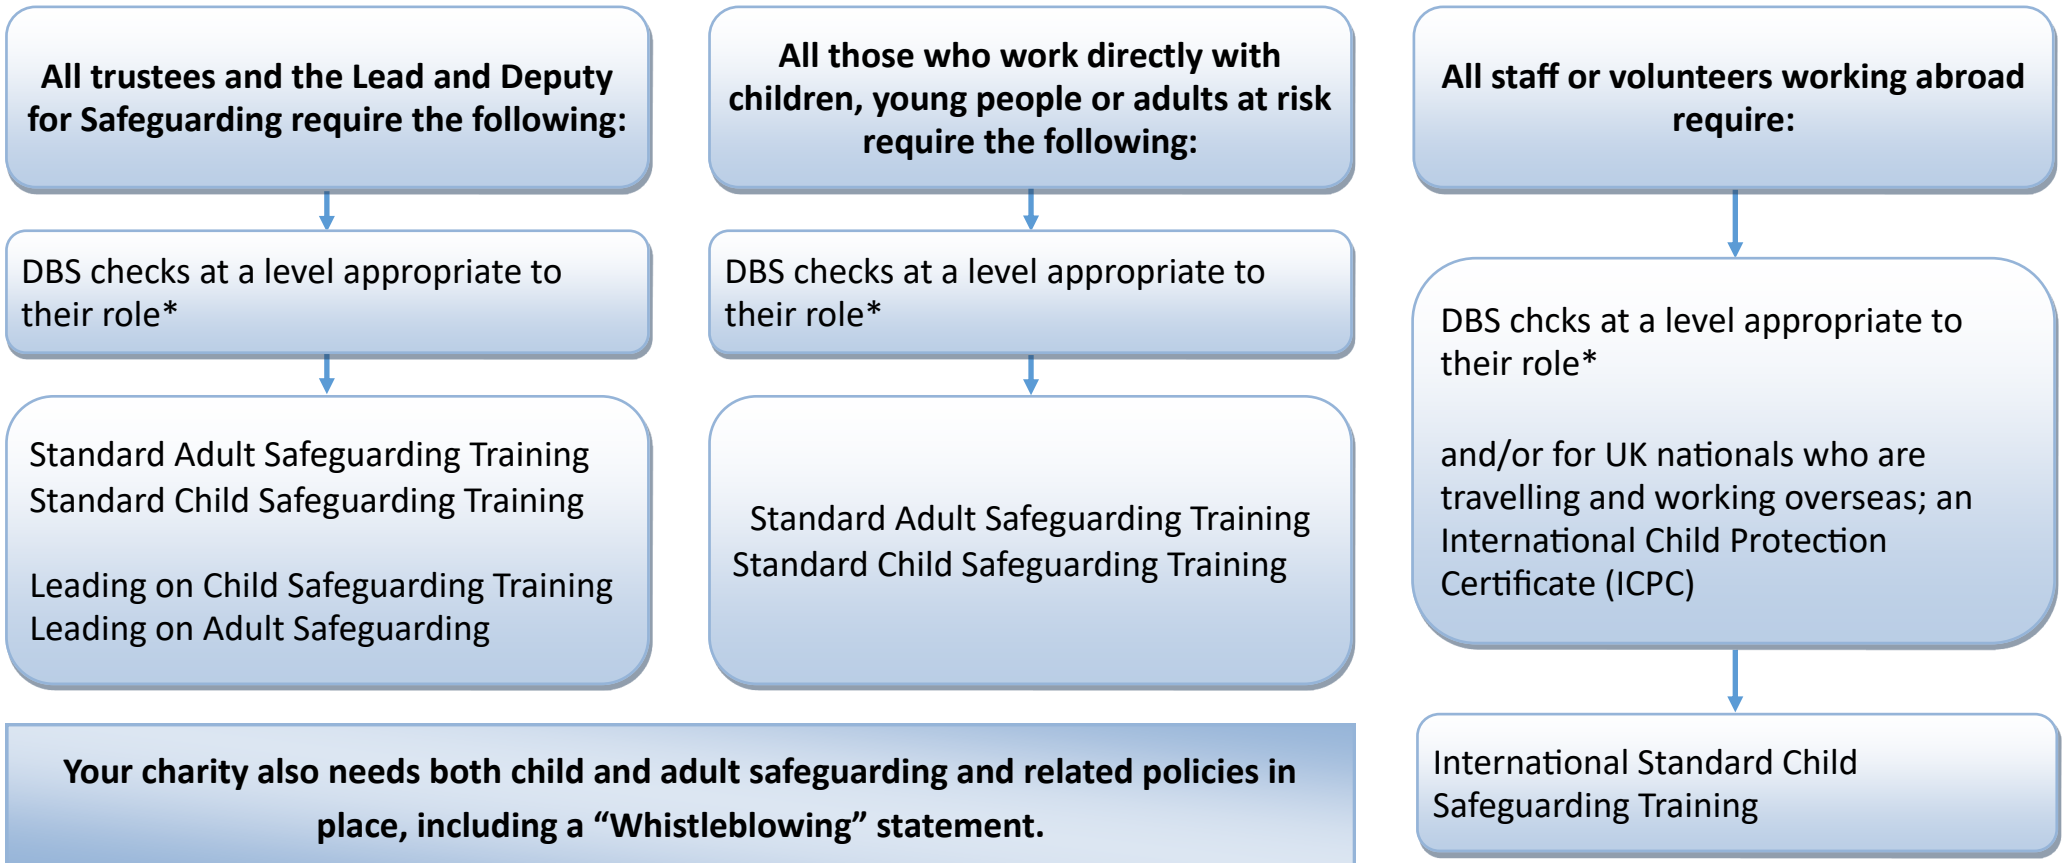 All trustees and the Lead and Deputy
for Safeguarding require the following:
DBS checks at a level appropriate to
their role*
Standard Adult Safeguarding Training
Standard Child Safeguarding Training
Leading on Child Safeguarding Training
Leading on Adult Safeguarding
All those who work directly with
children, young people or adults at risk
require the following:
DBS checks at a level appropriate to
their role*
Standard Adult Safeguarding Training
Standard Child Safeguarding Training
All staff or volunteers working abroad
require:
DBS chcks at a level appropriate to
their role*
and/or for UK nationals who are
travelling and working overseas; an
International Child Protection
Certificate (ICPC)
International Standard Child
Safeguarding Training
Your charity also needs both child and adult safeguarding and related policies in
place, including a “Whistleblowing” statement.